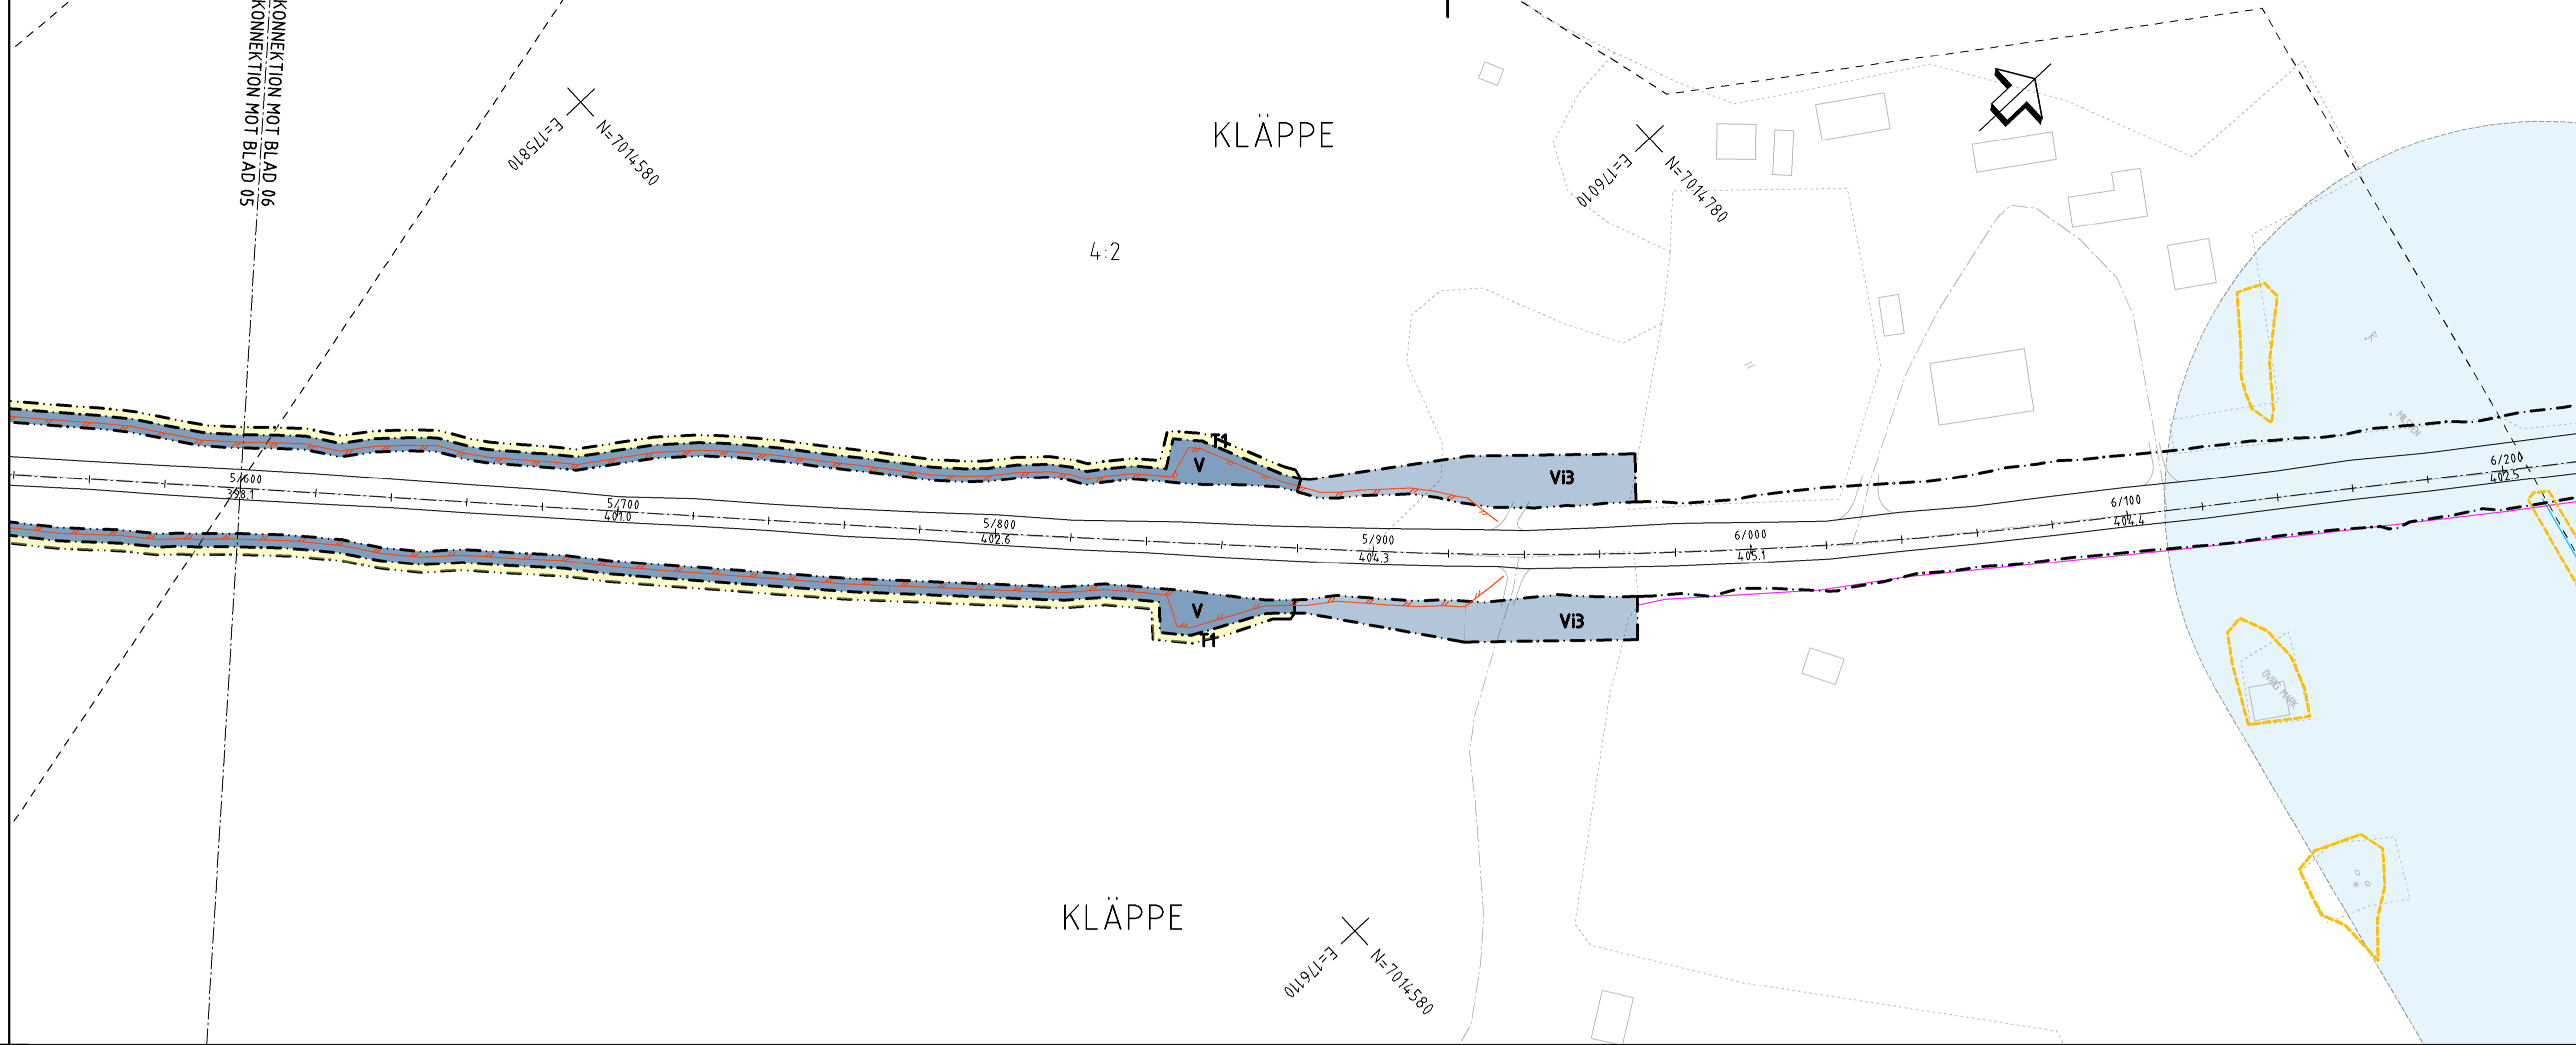 KONNEKTION MOT BLAD 06
KONNEKTION MOT BLAD 05
E=175810
N=7014580
KLÄPPE
E=176010
N=7014780
4:2
T1
V
Vi3
5/600
398.1
5/700
401.0
5/800
402.6
5/900
404.3
6/000
405.1
6/100
404.4
6/200
402.5
V
T1
Vi3
ÖVRIG MARK
KLÄPPE
E=176110
N=7014580